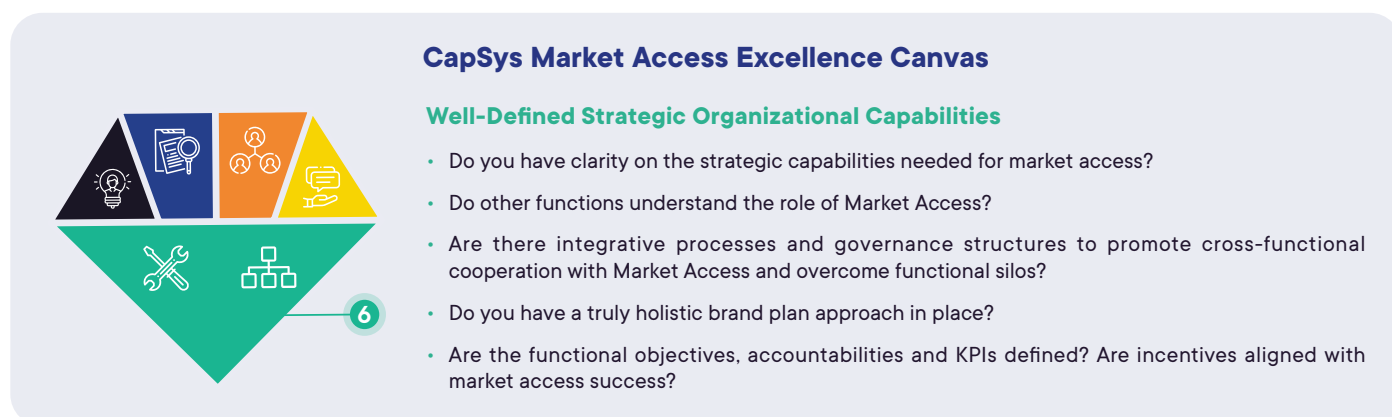 CapSys Market Access Excellence Canvas
Well-Defined Strategic Organizational Capabilities
• Do you have clarity on the strategic capabilities needed for market access?
• Do other functions understand the role of Market Access?
• Are there integrative processes and governance structures to promote cross-functional
cooperation with Market Access and overcome functional silos?
• Do you have a truly holistic brand plan approach in place?
• Are the functional objectives, accountabilities and KPIs defined? Are incentives aligned with
market access success?
6